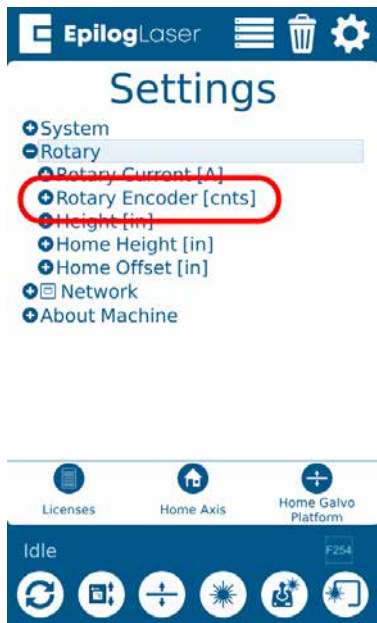 EpilogLaser
Settings
System
Rotary
Rotary Current [A]
Rotary Encoder [cnts]
Height [in]
Home Height [in]
Home Offset [in]
Network
About Machine
Licenses
Home Axis
Home Galvo
Platform
Idle
F254